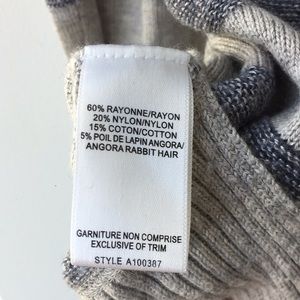 60% RAYONNE/RAYON
20% NYLON/NYLON
15% COTON/COTTON
5% POIL DE LAPIN ANGORA/
ANGORA RABBIT HAIR
GARNITURE NON COMPRISE
EXCLUSIVE OF TRIM
STYLE A100387